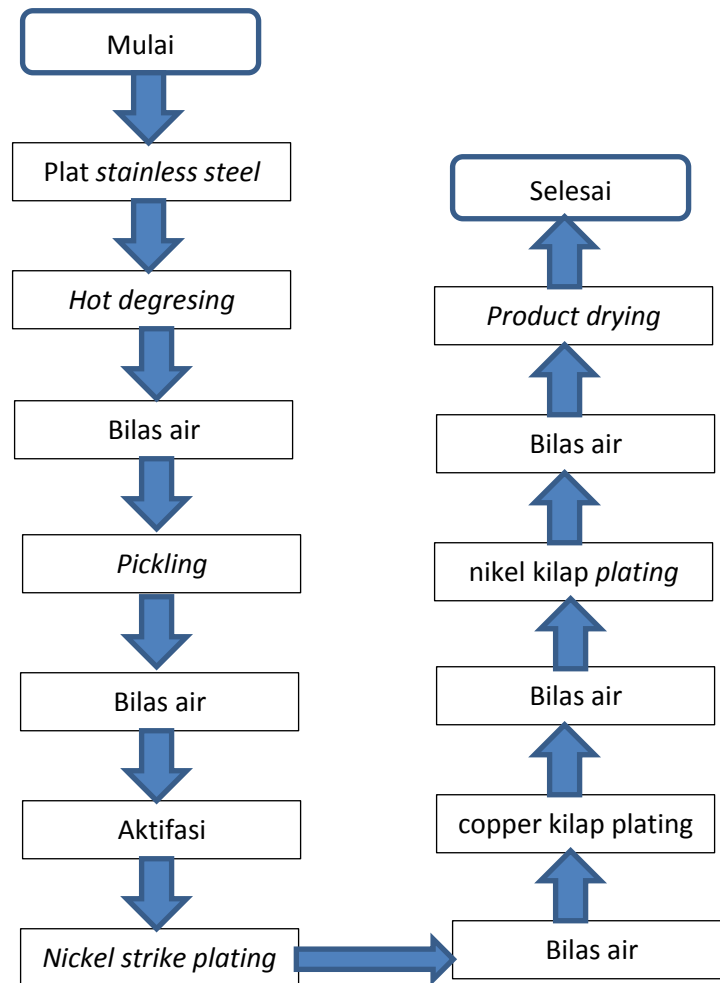 Mulai
Plat stainless steel
Hot degresing
Bilas air
Pickling
Bilas air
Aktifasi
Nickel strike plating
Bilas air
copper kilap plating
Bilas air
nikel kilap plating
Bilas air
Product drying
Selesai